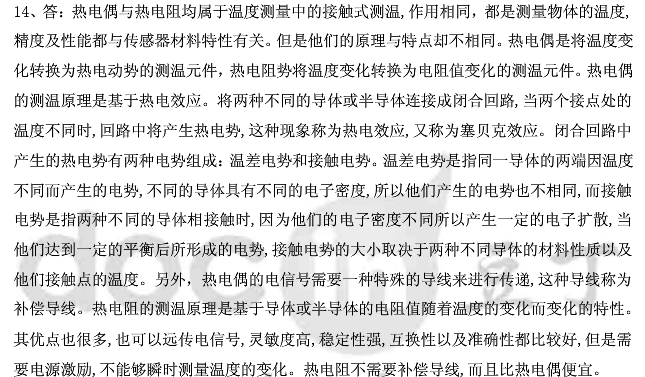 14、答：热电偶与热电阻均属于温度测量中的接触式测温,作用相同，都是测量物体的温度,
精度及性能都与传感器材料特性有关。但是他们的原理与特点却不相同。热电偶是将温度变
化转换为热电动势的测温元件，热电阻势将温度变化转换为电阻值变化的测温元件。热电偶
的测温原理是基于热电效应。将两种不同的导体或半导体连接成闭合回路,当两个接点处的
温度不同时,回路中将产生热电势,这种现象称为热电效应,又称为塞贝克效应。闭合回路中
产生的热电势有两种电势组成：温差电势和接触电势。温差电势是指同一导体的两端因温度
不同而产生的电势,不同的导体具有不同的电子密度,所以他们产生的电势也不相同,而接触
电势是指两种不同的导体相接触时,因为他们的电子密度不同所以产生一定的电子扩散,当
他们达到一定的平衡后所形成的电势,接触电势的大小取决于两种不同导体的材料性质以及
他们接触点的温度。另外，热电偶的电信号需要一种特殊的导线来进行传递,这种导线称为
补偿导线。热电阻的测温原理是基于导体或半导体的电阻值随着温度的变化而变化的特性。
其优点也很多,也可以远传电信号,灵敏度高,稳定性强,互换性以及准确性都比较好,但是需
要电源激励,不能够瞬时测量温度的变化。热电阻不需要补偿导线,而且比热电偶便宜。
doc
豆丁